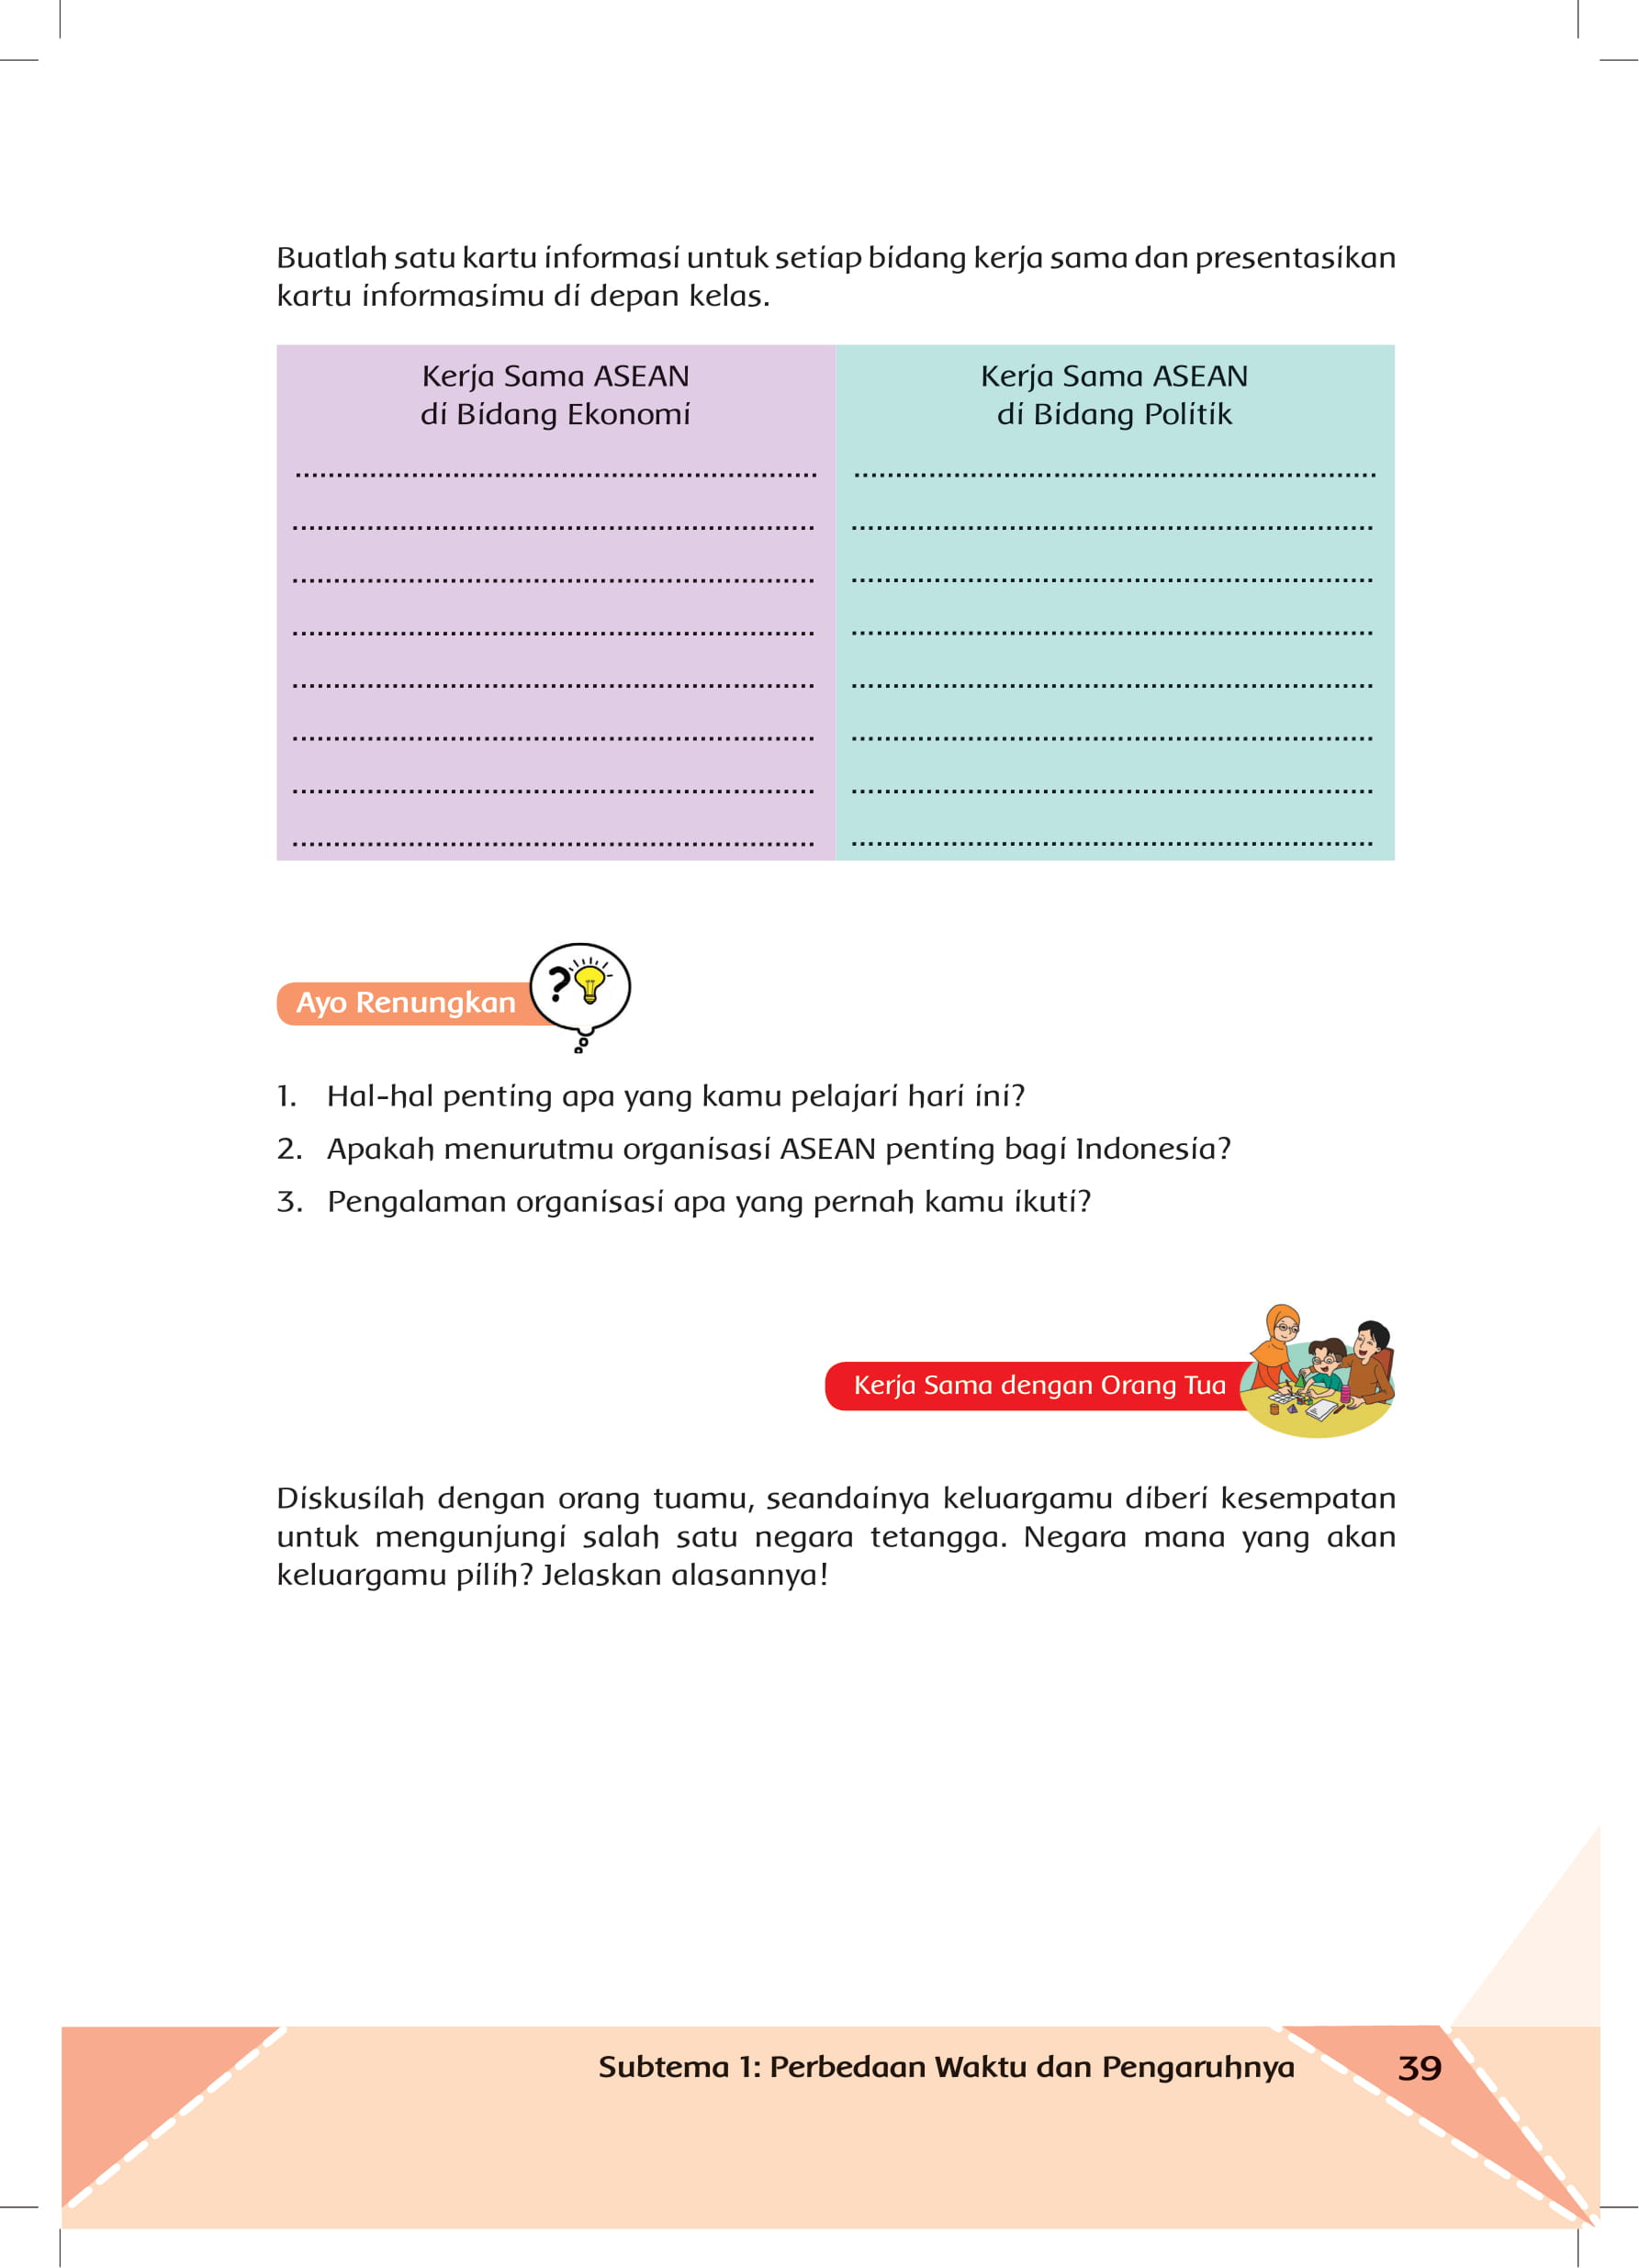 Buatlah satu kartu informasi untuk setiap bidang kerja sama dan presentasikan
kartu informasimu di depan kelas.
Kerja Sama ASEAN
di Bidang Ekonomi
Kerja Sama ASEAN
di Bidang Politik
?
Ayo Renungkan
1. Hal-hal penting apa yang kamu pelajari hari ini?
2. Apakah menurutmu organisasi ASEAN penting bagi Indonesia?
3. Pengalaman organisasi apa yang pernah kamu ikuti?
Kerja Sama dengan Orang Tua
Diskusilah dengan orang tuamu, seandainya keluargamu diberi kesempatan
untuk mengunjungi salah satu negara tetangga. Negara mana yang akan
keluargamu pilih? Jelaskan alasannya!
Subtema 1: Perbedaan Waktu dan Pengaruhnya 39